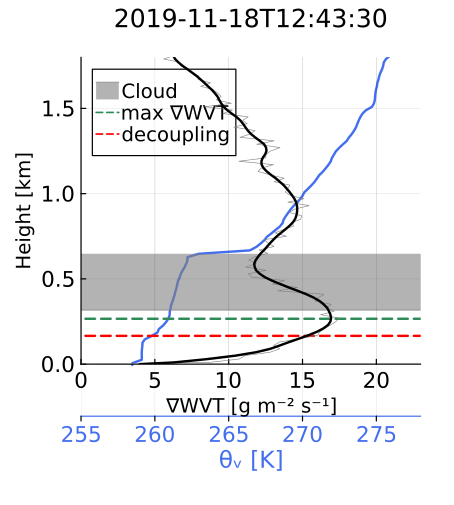 2019-11-18T12:43:30
Cloud
max ∇WVT
decoupling
Height [km]
1.5
1.0
0.5
0.0
0 5 10 15 20
∇WVT [g m⁻² s⁻¹]
255 260 265 270 275
θᵥ [K]